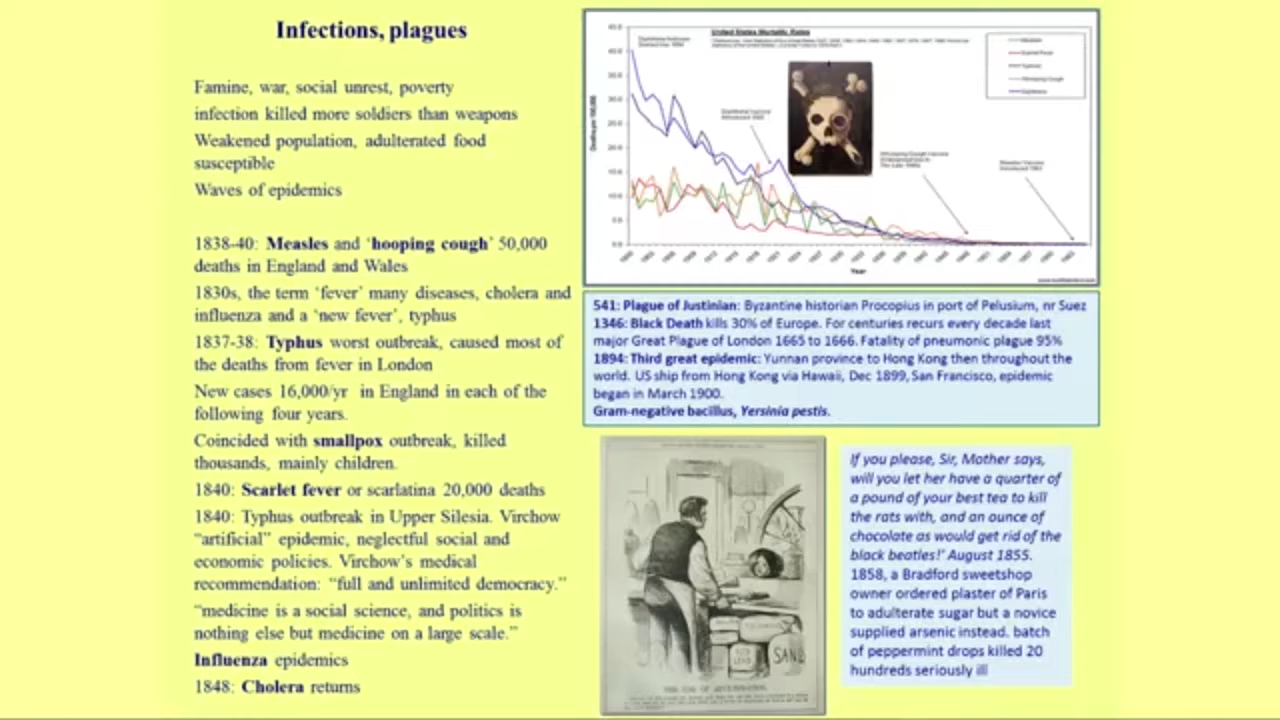 Infections, plagues
Famine, war, social unrest, poverty
infection killed more soldiers than weapons
Weakened population, adulterated food
susceptible
Waves of epidemics
1838-40: Measles and ‘hooping cough’ 50,000
deaths in England and Wales
1830s, the term ‘fever’ many diseases, cholera and
influenza and a ‘new fever’, typhus
1837-38: Typhus worst outbreak, caused most of
the deaths from fever in London
New cases 16,000/yr in England in each of the
following four years.
Coincided with smallpox outbreak, killed
thousands, mainly children.
1840: Scarlet fever or scarlatina 20,000 deaths
1840: Typhus outbreak in Upper Silesia. Virchow
“artificial” epidemic, neglectful social and
economic policies. Virchow’s medical
recommendation: “full and unlimited democracy.”
“medicine is a social science, and politics is
nothing else but medicine on a large scale.”
Influenza epidemics
1848: Cholera returns
United States Mortality Rates
Deaths per 100,000
Year
541: Plague of Justinian: Byzantine historian Procopius in port of Pelusium, nr Suez
1346: Black Death kills 30% of Europe. For centuries recurs every decade last
major Great Plague of London 1665 to 1666. Fatality of pneumonic plague 95%
1894: Third great epidemic: Yunnan province to Hong Kong then throughout the
world. US ship from Hong Kong via Hawaii, Dec 1899, San Francisco, epidemic
began in March 1900.
Gram-negative bacillus, Yersinia pestis.
SAND
If you please, Sir, Mother says,
will you let her have a quarter of
a pound of your best tea to kill
the rats with, and an ounce of
chocolate as would get rid of the
black beatles!’ August 1855.
1858, a Bradford sweetshop
owner ordered plaster of Paris
to adulterate sugar but a novice
supplied arsenic instead. batch
of peppermint drops killed 20
hundreds seriously ill